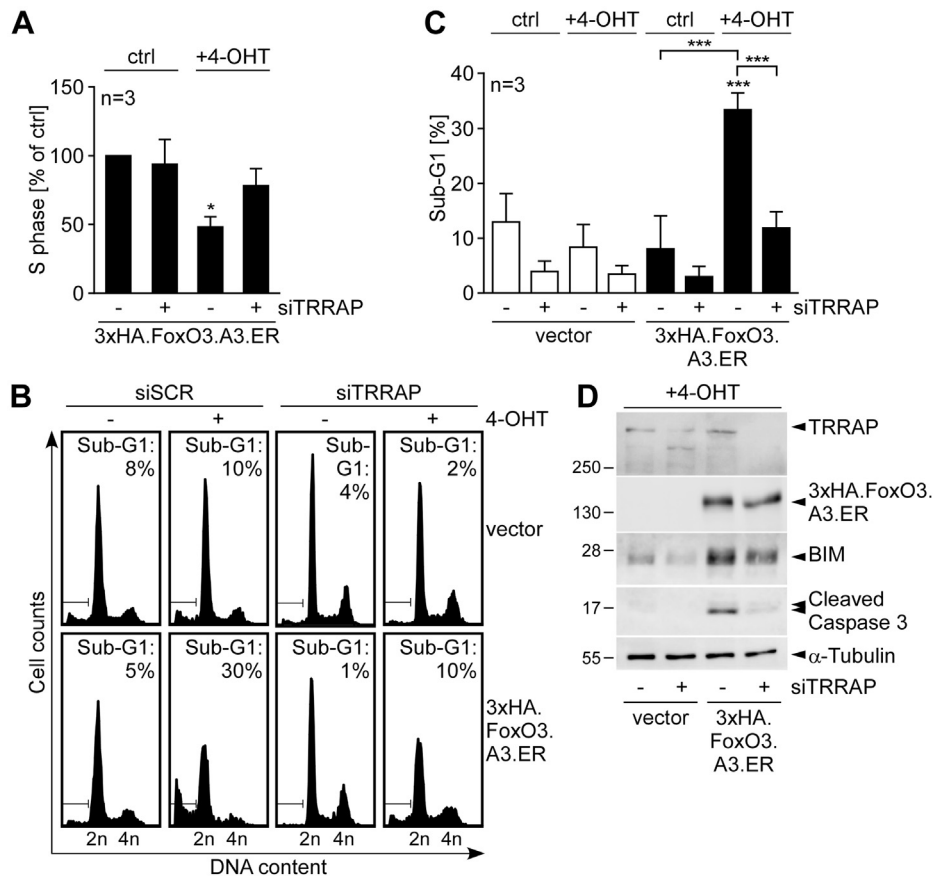 A
ctrl +4-OHT
n=3
S phase [% of ctrl]
150
100
50
0
- + - + siTRRAP
3xHA.FoxO3.A3.ER
C
ctrl +4-OHT ctrl +4-OHT
*** ***
n=3
***
*
Sub-G1 [%]
40
30
20
10
0
- + - + - + - + siTRRAP
vector 3xHA.FoxO3.
A3.ER
B
siSCR siTRRAP
- + - + 4-OHT
Sub-G1: Sub-G1: Sub- Sub-G1:
8% 10% G1: 2%
4%
vector
Cell counts
Sub-G1: Sub-G1: Sub-G1: Sub-G1:
5% 30% 1% 10%
3xHA.
FoxO3.
A3.ER
2n 4n 2n 4n 2n 4n 2n 4n
DNA content
D
+4-OHT
TRRAP
250
3xHA.FoxO3.
A3.ER
130
28 BIM
17 Cleaved
Caspase 3
55 α-Tubulin
- + - + siTRRAP
vector 3xHA.
FoxO3.
A3.ER